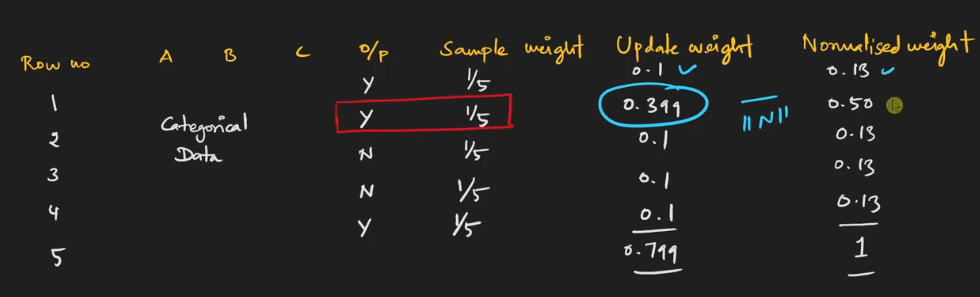 Row no A B C O/P Sample weight Update weight Normalised weight
Y 1/5 0.1 ✓ 0.13 ✓
1 Y 1/5 0.399 "N" 0.50
2 Categorical N 1/5 0.1 0.13
3 Data N 1/5 0.1 0.13
4 Y 1/5 0.1 0.13
5 0.799 1